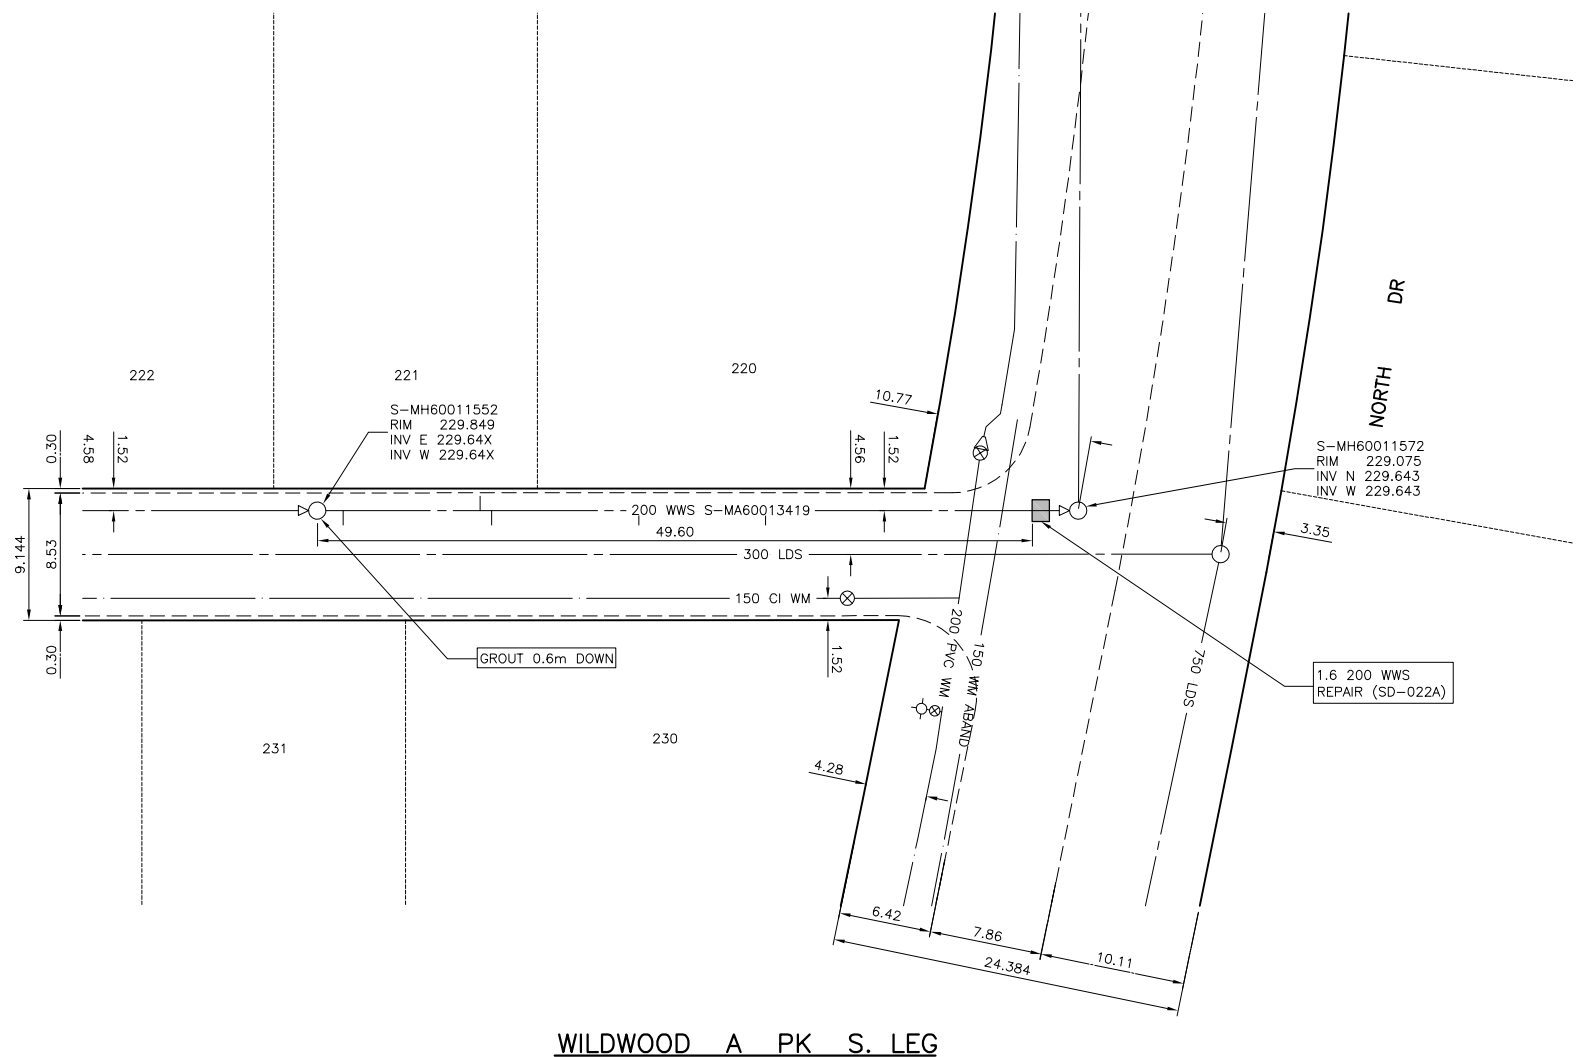 222
221
220
S-MH60011552
RIM 229.849
INV E 229.64X
INV W 229.64X
10.77
NORTH DR
S-MH60011572
RIM 229.075
INV N 229.643
INV W 229.643
0.30
4.58
1.52
4.56
1.52
200 WWS S-MA60013419
49.60
3.35
9.144
8.53
300 LDS
150 CI WM
0.30
1.52
GROUT 0.6m DOWN
200 PVC WM
150 WM ABAND
750 LDS
1.6 200 WWS
REPAIR (SD-022A)
231
230
4.28
6.42
7.86
10.11
24.384
WILDWOOD A PK S. LEG